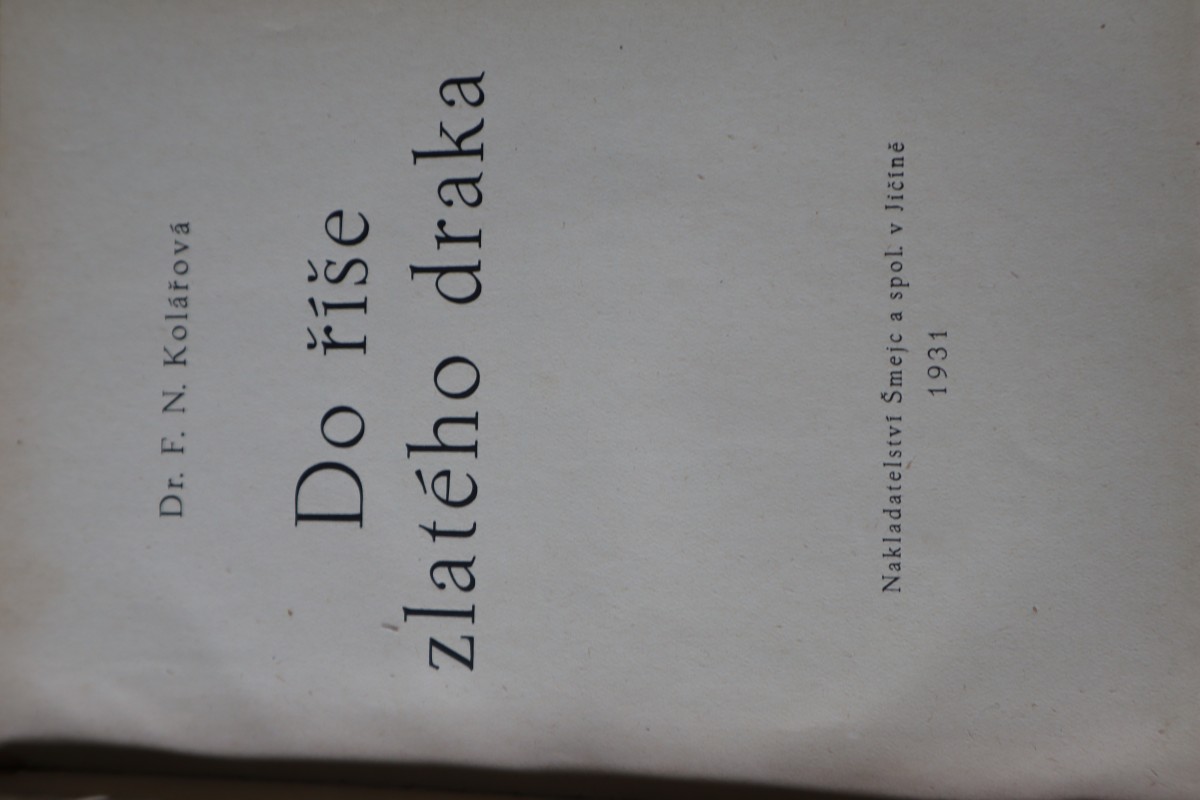 Dr. F. N. Kolářová
Do říše
zlatého draka
Nakladatelství Šmejc a spol. v Jičíně
1931